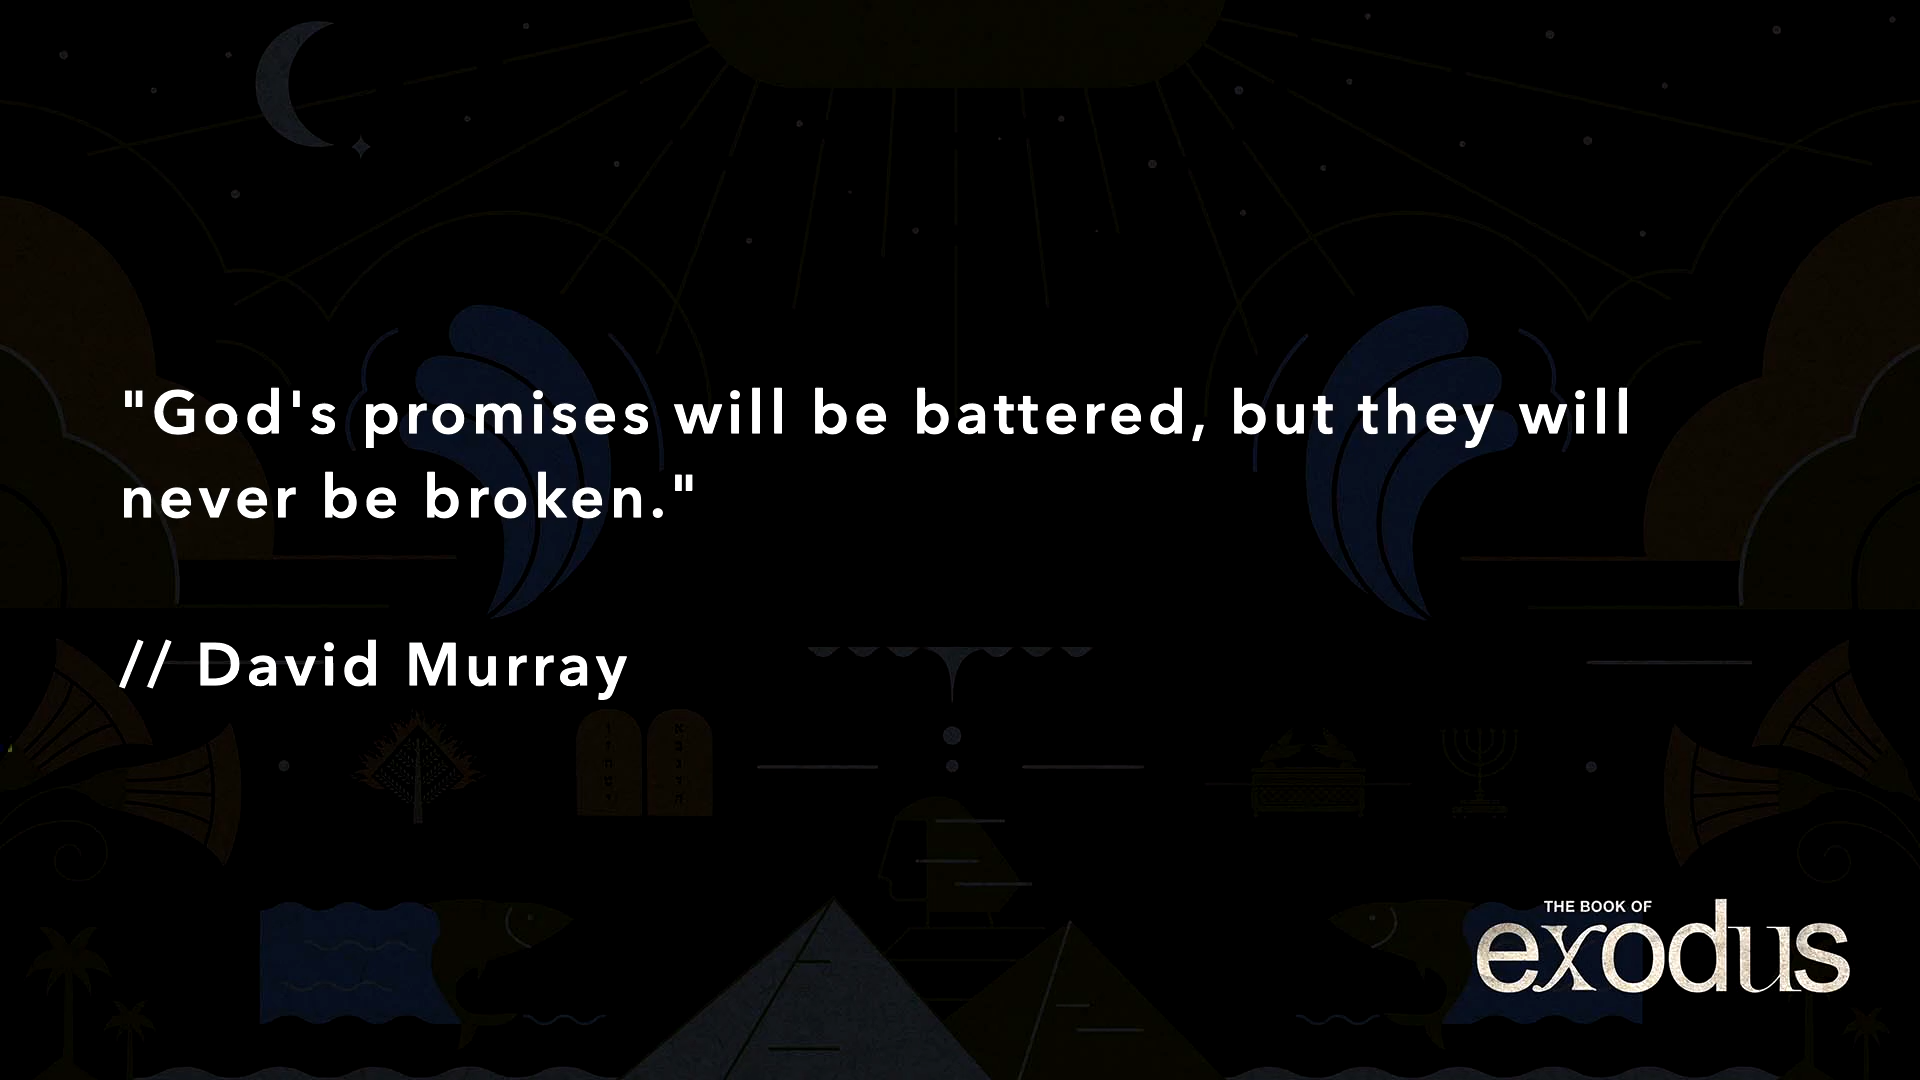 "God's promises will be battered, but they will
never be broken."
// David Murray
THE BOOK OF
exodus